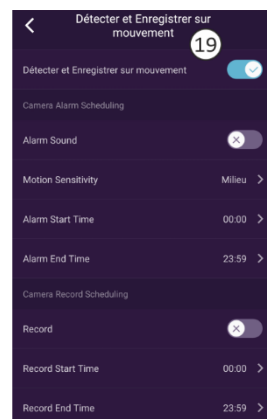 Détecter et Enregistrer sur
mouvement
19
Détecter et Enregistrer sur mouvement
Camera Alarm Scheduling
Alarm Sound
Motion Sensitivity Milieu
Alarm Start Time 00:00
Alarm End Time 23:59
Camera Record Scheduling
Record
Record Start Time 00:00
Record End Time 23:59